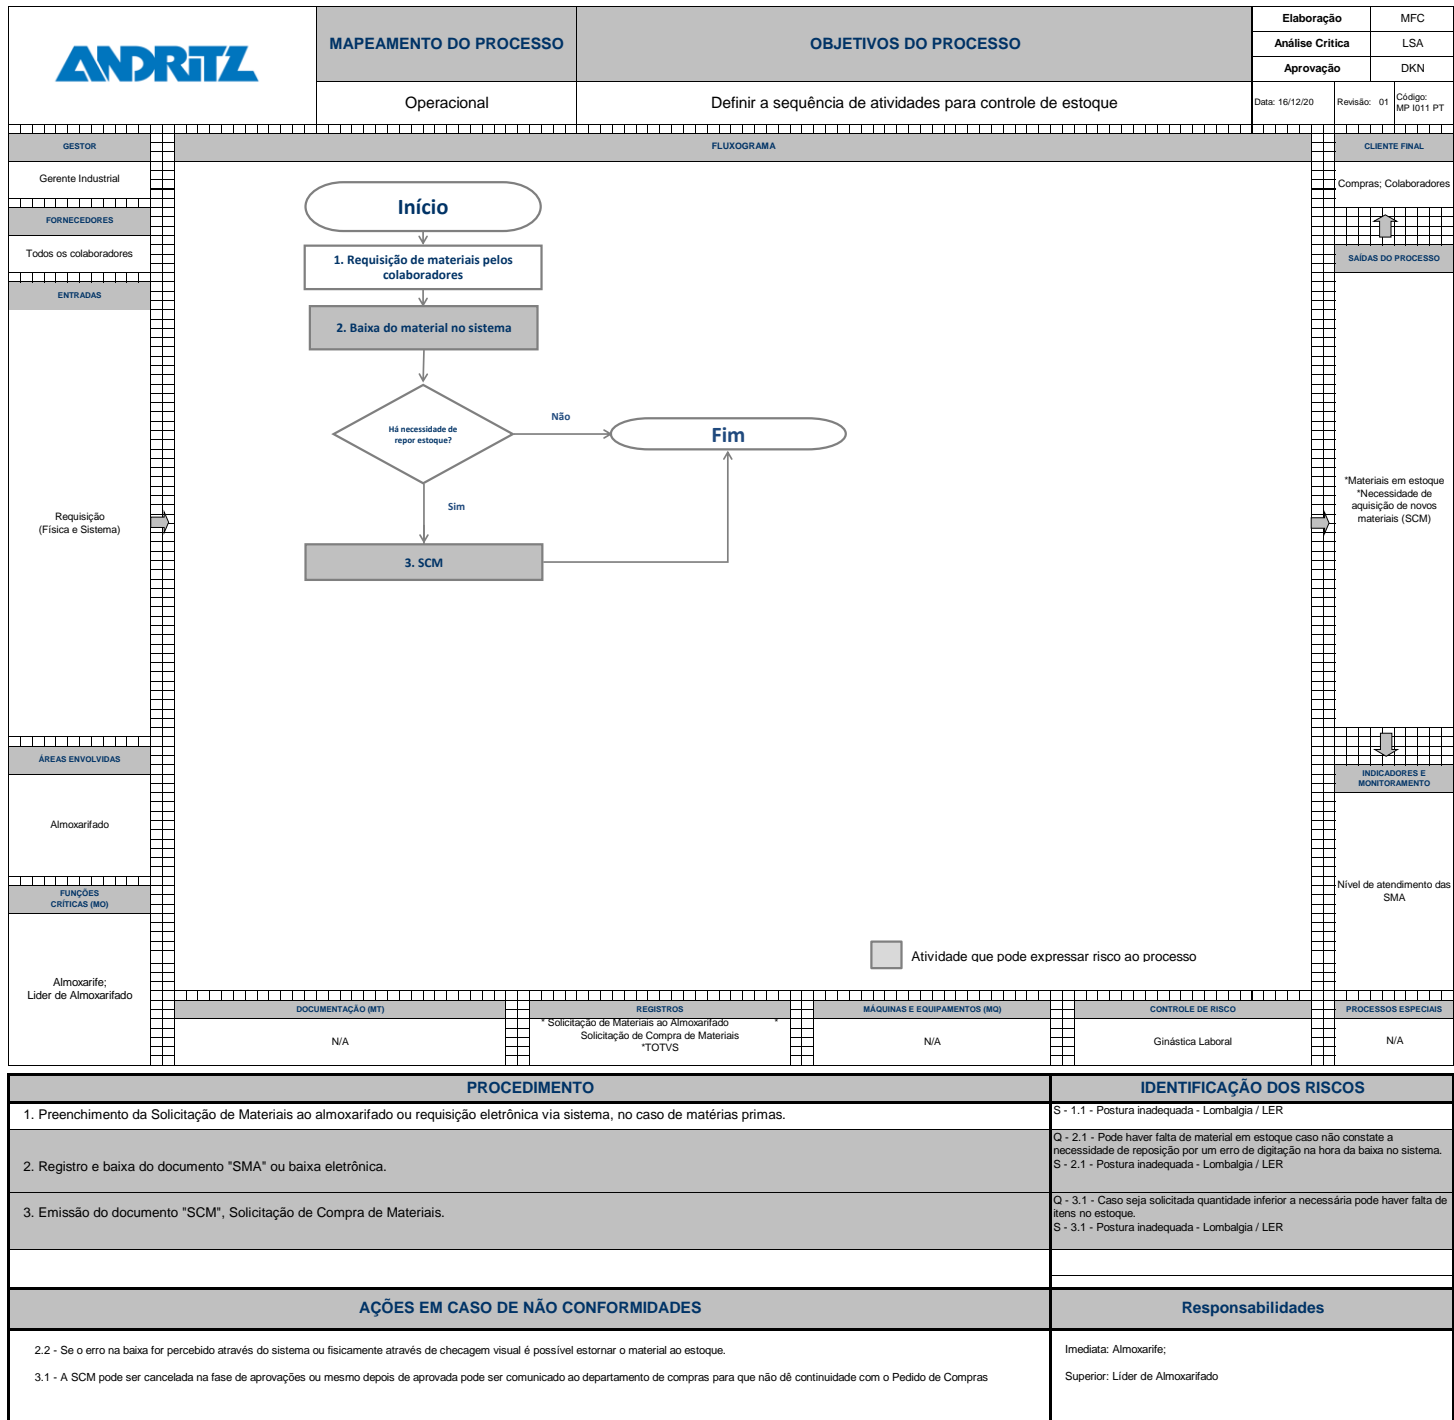 ANDRITZ
MAPEAMENTO DO PROCESSO
OBJETIVOS DO PROCESSO
Elaboração
MFC
Análise Critica
LSA
Aprovação
DKN
Operacional
Definir a sequência de atividades para controle de estoque
Data: 16/12/20
Revisão: 01
Código:
MP I011 PT
GESTOR
FLUXOGRAMA
CLIENTE FINAL
Gerente Industrial
Compras; Colaboradores
FORNECEDORES
Todos os colaboradores
ENTRADAS
Requisição
(Física e Sistema)
ÁREAS ENVOLVIDAS
Almoxarifado
FUNÇÕES
CRÍTICAS (MO)
Almoxarife;
Lider de Almoxarifado
Início
1. Requisição de materiais pelos
colaboradores
2. Baixa do material no sistema
Há necessidade de
repor estoque?
Não
Fim
Sim
3. SCM
Atividade que pode expressar risco ao processo
SAÍDAS DO PROCESSO
*Materiais em estoque
*Necessidade de
aquisição de novos
materiais (SCM)
INDICADORES E
MONITORAMENTO
Nível de atendimento das
SMA
DOCUMENTAÇÃO (MT)
REGISTROS
MÁQUINAS E EQUIPAMENTOS (MQ)
CONTROLE DE RISCO
PROCESSOS ESPECIAIS
N/A
* Solicitação de Materiais ao Almoxarifado *
Solicitação de Compra de Materiais
*TOTVS
N/A
Ginástica Laboral
N/A
PROCEDIMENTO
IDENTIFICAÇÃO DOS RISCOS
1. Preenchimento da Solicitação de Materiais ao almoxarifado ou requisição eletrônica via sistema, no caso de matérias primas.
S - 1.1 - Postura inadequada - Lombalgia / LER
2. Registro e baixa do documento "SMA" ou baixa eletrônica.
Q - 2.1 - Pode haver falta de material em estoque caso não constate a
necessidade de reposição por um erro de digitação na hora da baixa no sistema.
S - 2.1 - Postura inadequada - Lombalgia / LER
3. Emissão do documento "SCM", Solicitação de Compra de Materiais.
Q - 3.1 - Caso seja solicitada quantidade inferior a necessária pode haver falta de
itens no estoque.
S - 3.1 - Postura inadequada - Lombalgia / LER
AÇÕES EM CASO DE NÃO CONFORMIDADES
Responsabilidades
2.2 - Se o erro na baixa for percebido através do sistema ou fisicamente através de checagem visual é possível estornar o material ao estoque.
Imediata: Almoxarife;
3.1 - A SCM pode ser cancelada na fase de aprovações ou mesmo depois de aprovada pode ser comunicado ao departamento de compras para que não dê continuidade com o Pedido de Compras
Superior: Líder de Almoxarifado